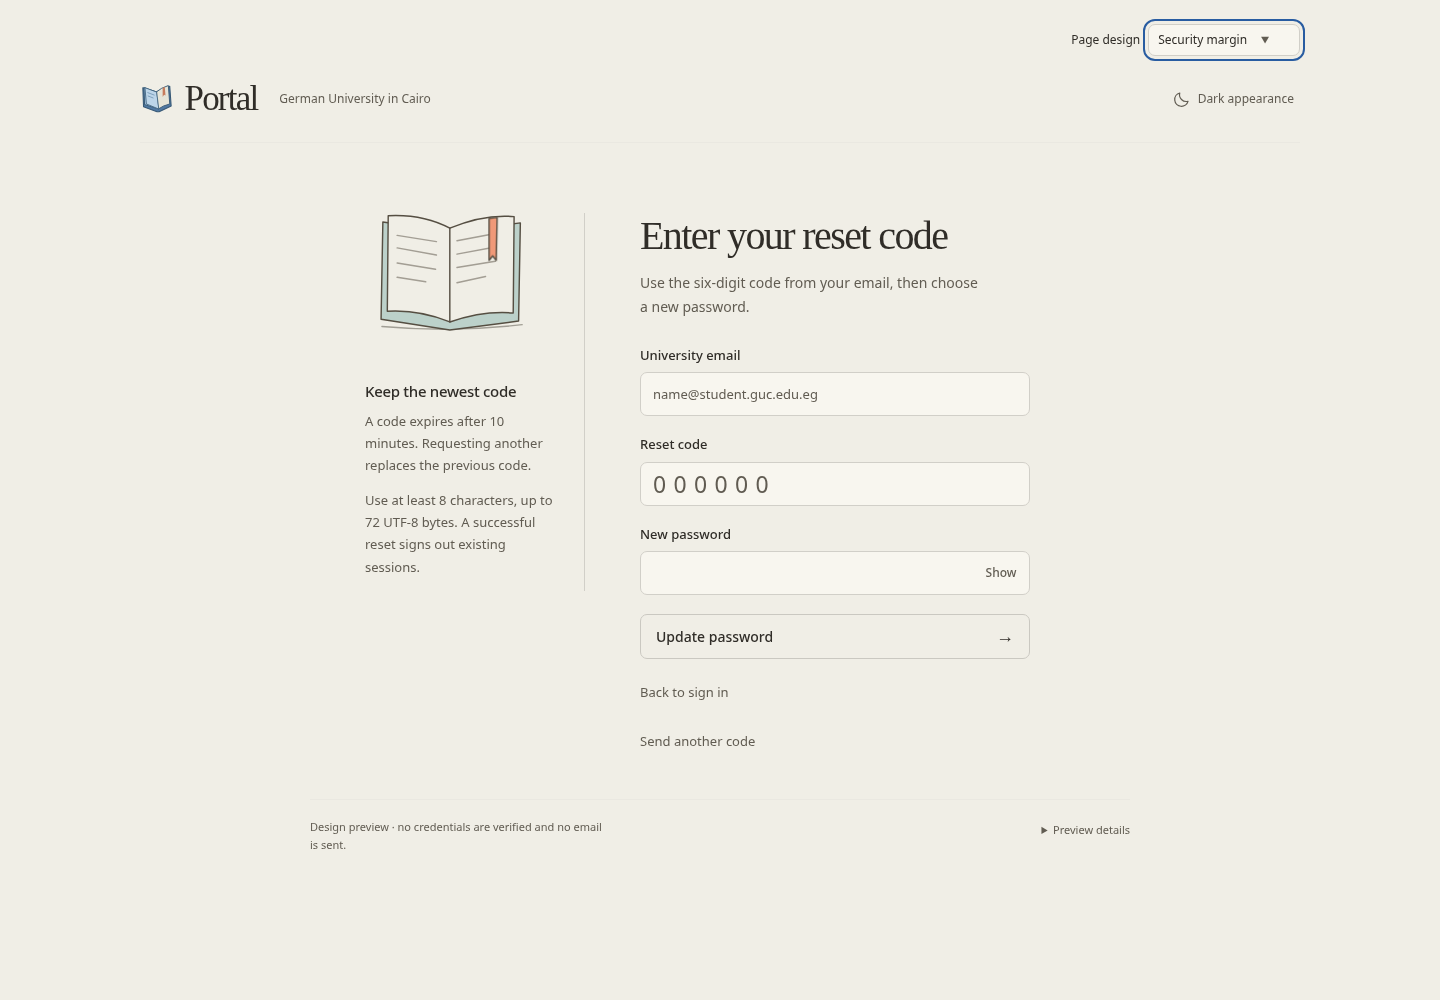 Page design
Security margin
Portal
German University in Cairo
Dark appearance
Keep the newest code
A code expires after 10
minutes. Requesting another
replaces the previous code.
Use at least 8 characters, up to
72 UTF-8 bytes. A successful
reset signs out existing
sessions.
Enter your reset code
Use the six-digit code from your email, then choose
a new password.
University email
name@student.guc.edu.eg
Reset code
000000
New password
Show
Update password →
Back to sign in
Send another code
Design preview · no credentials are verified and no email
is sent.
Preview details